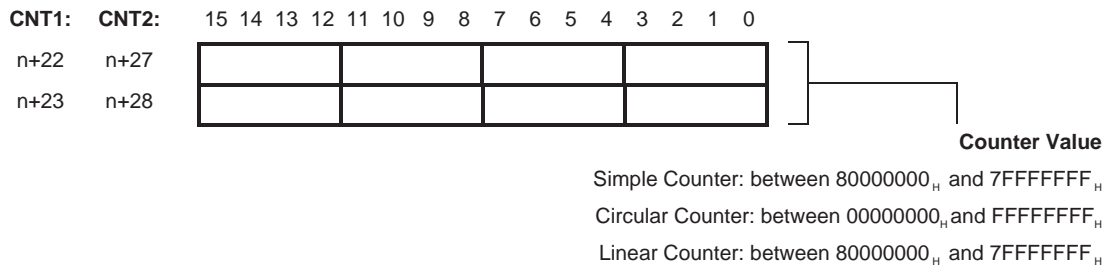 CNT1: CNT2: 15 14 13 12 11 10 9 8 7 6 5 4 3 2 1 0
n+22 n+27
n+23 n+28
Counter Value
Simple Counter: between 80000000H and 7FFFFFFFH
Circular Counter: between 00000000H and FFFFFFFFH
Linear Counter: between 80000000H and 7FFFFFFFH